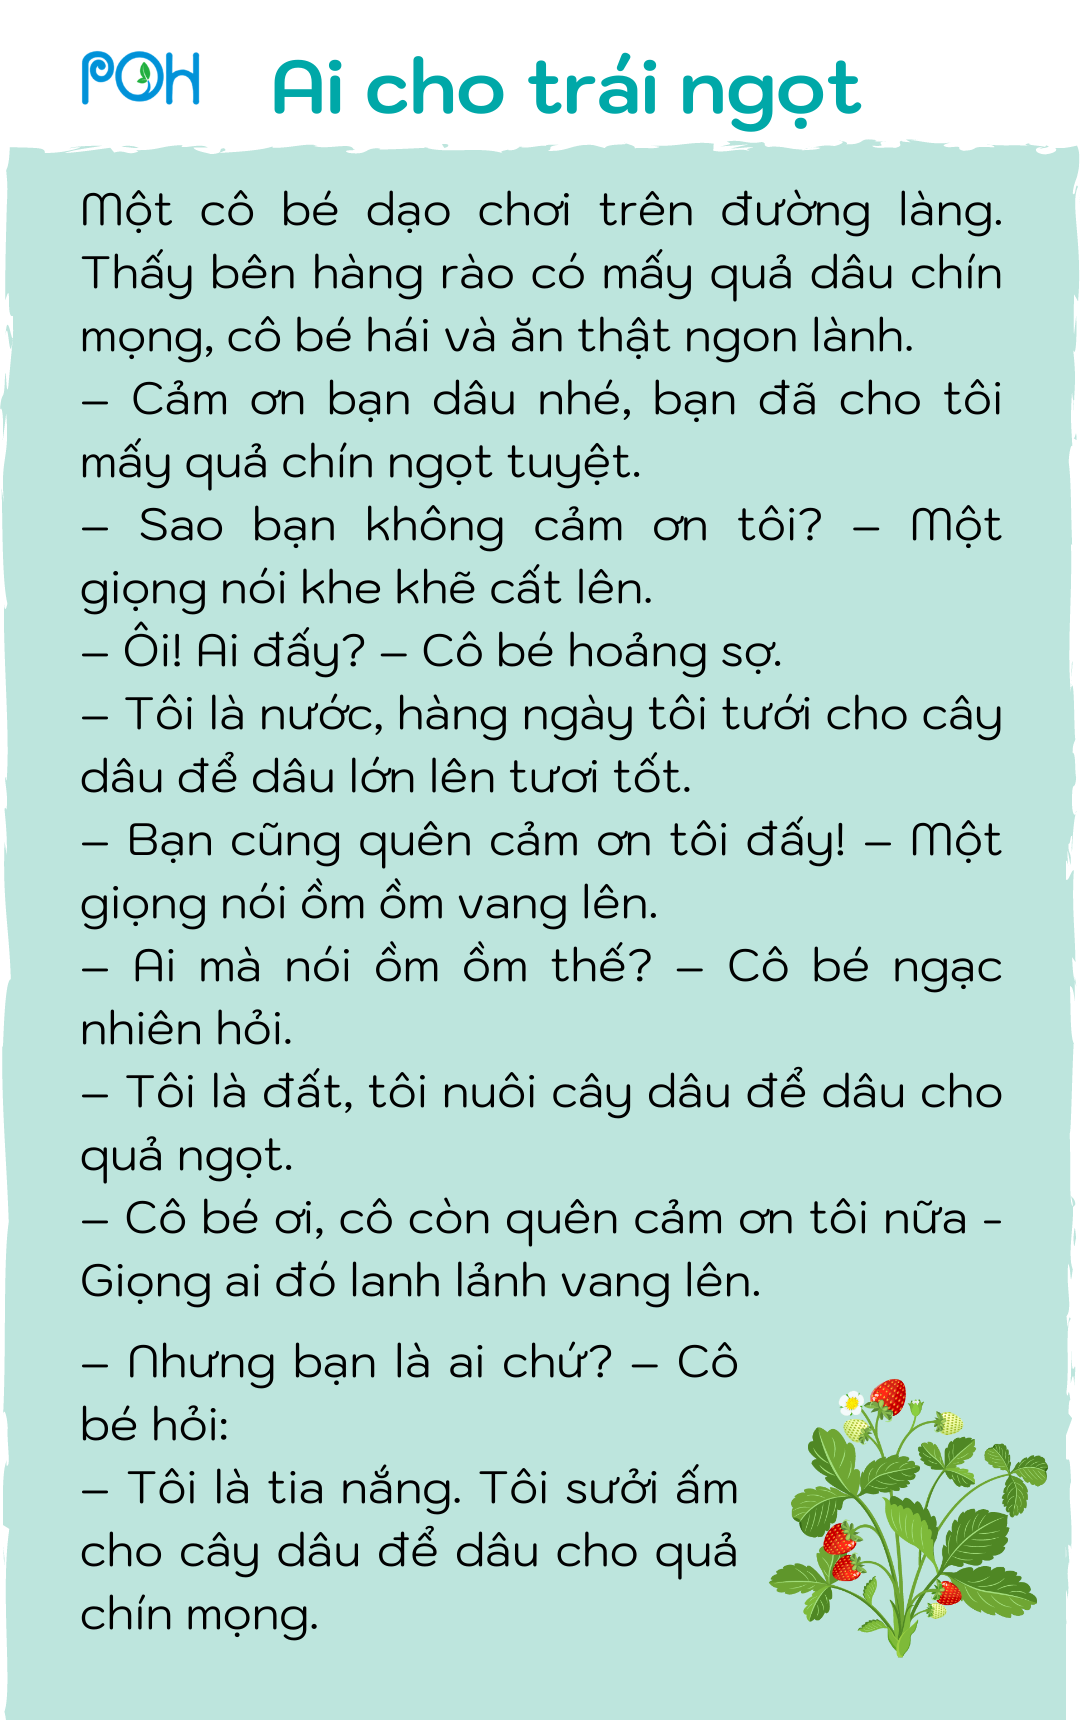 POH
Ai cho trái ngọt
Một cô bé dạo chơi trên đường làng.
Thấy bên hàng rào có mấy quả dâu chín
mọng, cô bé hái và ăn thật ngon lành.
– Cảm ơn bạn dâu nhé, bạn đã cho tôi
mấy quả chín ngọt tuyệt.
– Sao bạn không cảm ơn tôi? – Một
giọng nói khe khẽ cất lên.
– Ôi! Ai đấy? – Cô bé hoảng sợ.
– Tôi là nước, hàng ngày tôi tưới cho cây
dâu để dâu lớn lên tươi tốt.
– Bạn cũng quên cảm ơn tôi đấy! – Một
giọng nói ồm ồm vang lên.
– Ai mà nói ồm ồm thế? – Cô bé ngạc
nhiên hỏi.
– Tôi là đất, tôi nuôi cây dâu để dâu cho
quả ngọt.
– Cô bé ơi, cô còn quên cảm ơn tôi nữa -
Giọng ai đó lanh lảnh vang lên.
– Nhưng bạn là ai chứ? – Cô
bé hỏi:
– Tôi là tia nắng. Tôi sưởi ấm
cho cây dâu để dâu cho quả
chín mọng.